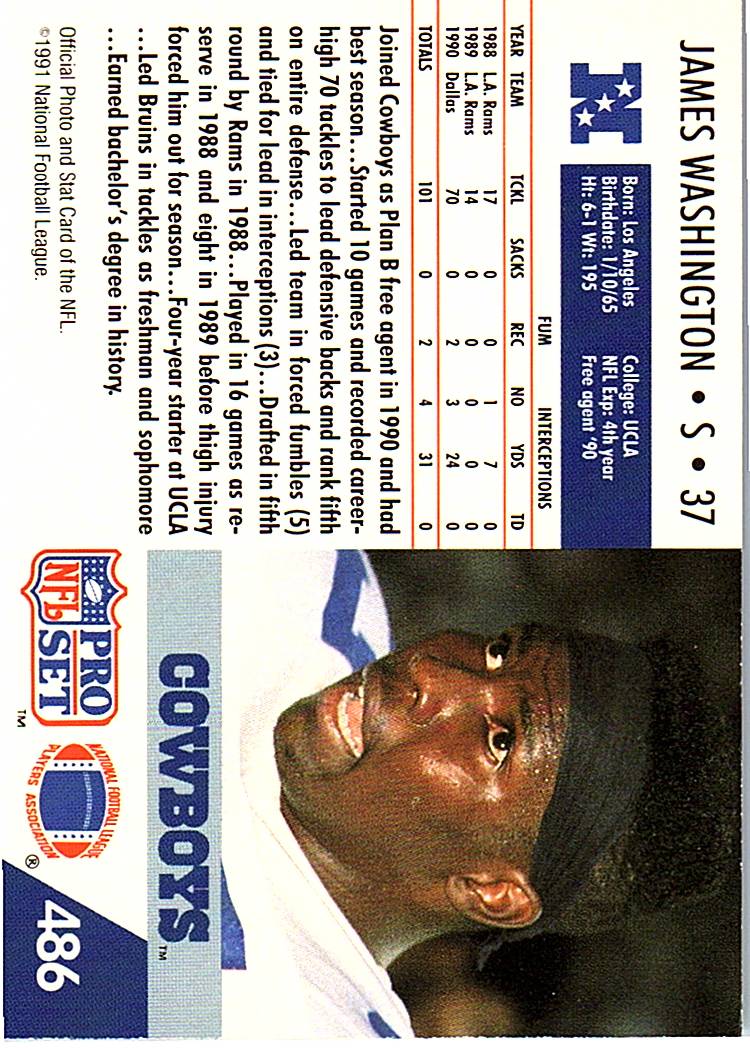 JAMES WASHINGTON • S • 37
Born: Los Angeles College: UCLA
Birthdate: 1/10/65 NFL Exp: 4th year
Ht: 6-1 Wt: 195 Free agent '90
FUM INTERCEPTIONS
YEAR TEAM TCKL SACKS REC NO YDS TD
1988 L.A. Rams 17 0 0 1 7 0
1989 L.A. Rams 14 0 0 0 0 0
1990 Dallas 70 0 2 3 24 0
TOTALS 101 0 2 4 31 0
Joined Cowboys as Plan B free agent in 1990 and had
best season...Started 10 games and recorded career-
high 70 tackles to lead defensive backs and rank fifth
on entire defense...Led team in forced fumbles (5)
and tied for lead in interceptions (3)...Drafted in fifth
round by Rams in 1988...Played in 16 games as re-
serve in 1988 and eight in 1989 before thigh injury
forced him out for season...Four-year starter at UCLA
...Led Bruins in tackles as freshman and sophomore
...Earned bachelor's degree in history.
Official Photo and Stat Card of the NFL.
©1991 National Football League.
COWBOYS™
NFL PRO SET™
NATIONAL FOOTBALL LEAGUE
PLAYERS ASSOCIATION ®
486